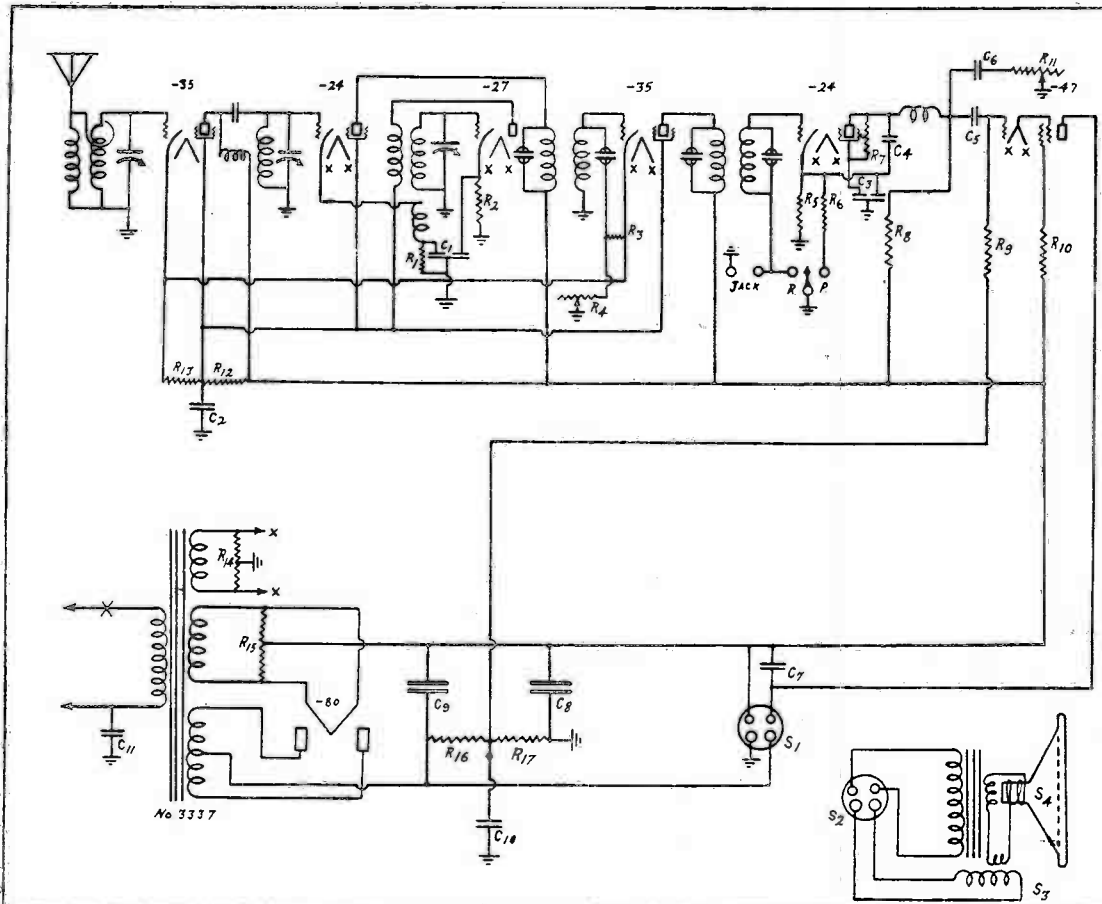 -35
-24
-27
-35
-24
C6
R11
-47
C5
R7
C4
X X
X X
X X
X X
X X
R2
R1
C1
R3
C3
R5
R6
R8
R9
R10
JACK
R
P.
R4
R13
R12
C2
X
R14
X
X
R15
-80
C9
C8
C7
C11
R16
R17
S1
No 3337
C10
S2
S4
S3